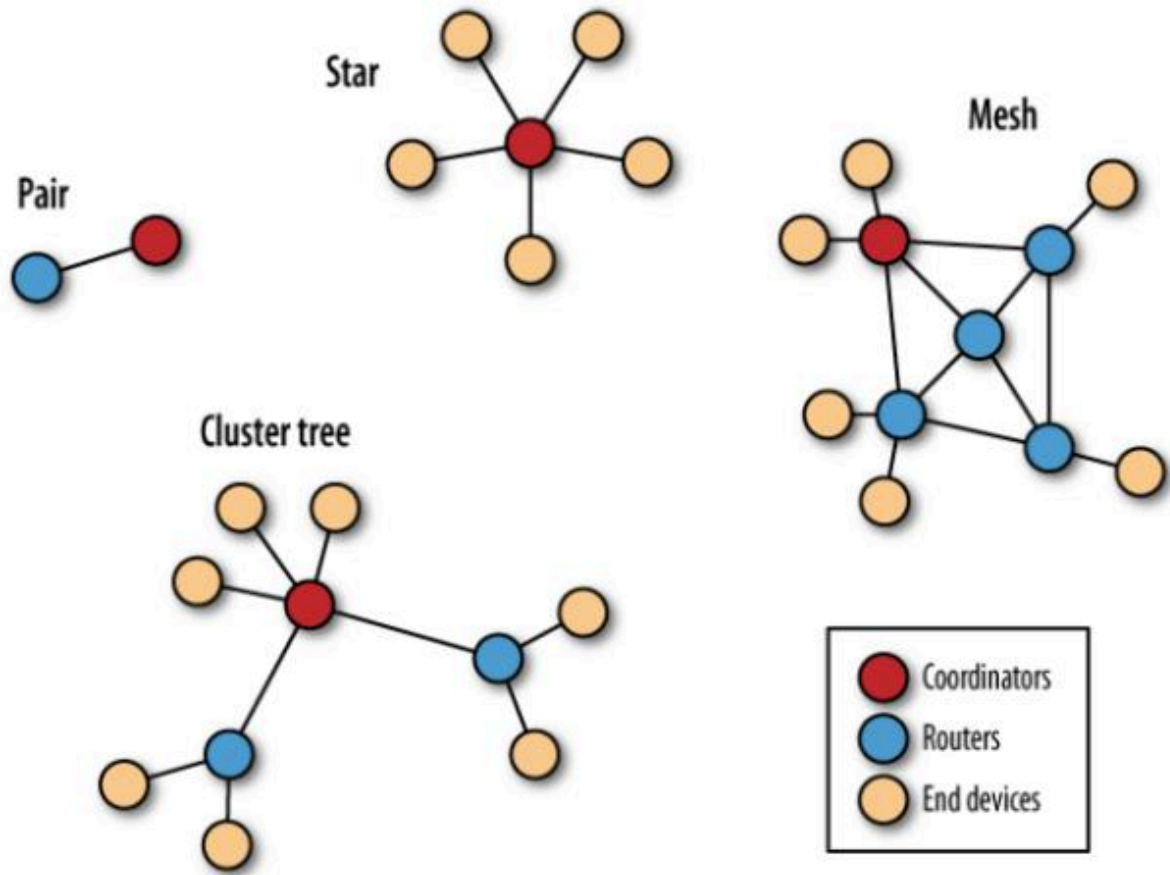 Star
Mesh
Pair
Cluster tree
Coordinators
Routers
End devices